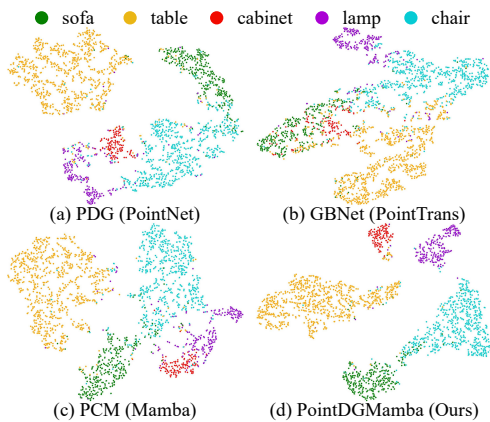 sofa table cabinet lamp chair
(a) PDG (PointNet) (b) GBNet (PointTrans)
(c) PCM (Mamba) (d) PointDGMamba (Ours)